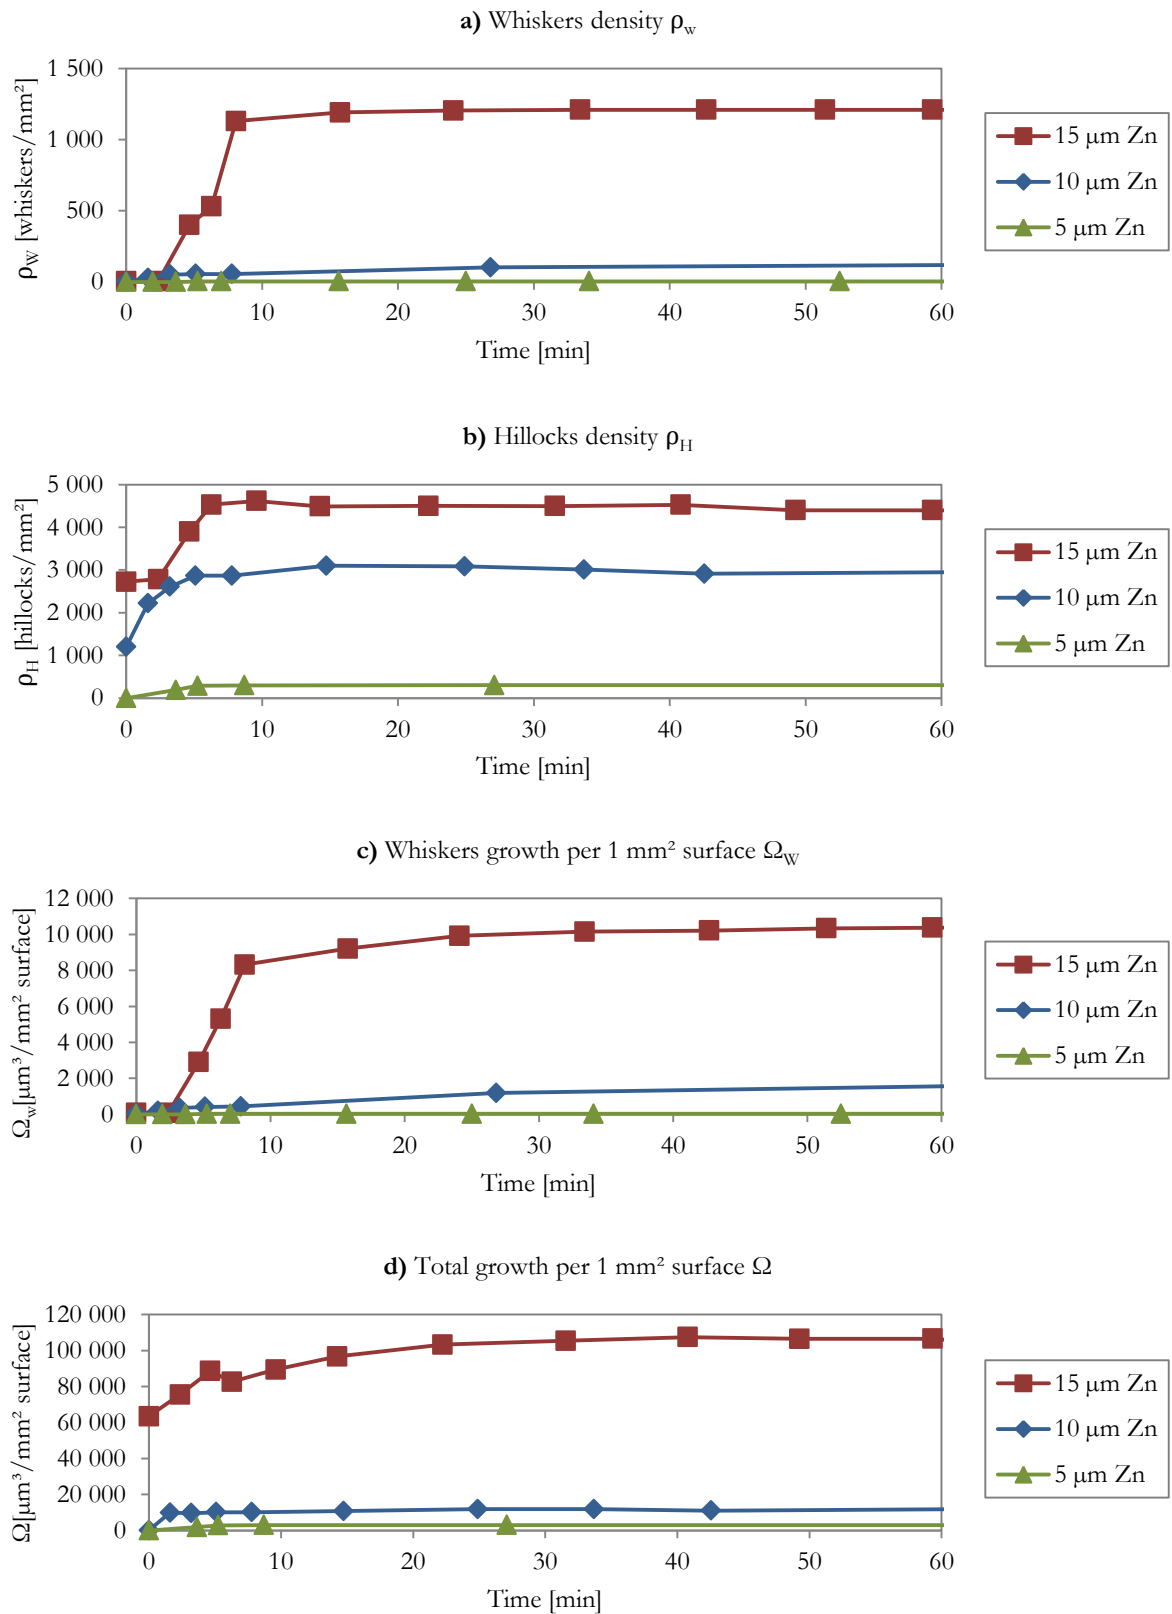 a) Whiskers density ρw
ρW [whiskers/mm²]
1 500
1 000
500
0
0 10 20 30 40 50 60
Time [min]
15 µm Zn
10 µm Zn
5 µm Zn
b) Hillocks density ρH
ρH [hillocks/mm²]
5 000
4 000
3 000
2 000
1 000
0
0 10 20 30 40 50 60
Time [min]
15 µm Zn
10 µm Zn
5 µm Zn
c) Whiskers growth per 1 mm² surface ΩW
Ωw[µm³/mm² surface]
12 000
10 000
8 000
6 000
4 000
2 000
0
0 10 20 30 40 50 60
Time [min]
15 µm Zn
10 µm Zn
5 µm Zn
d) Total growth per 1 mm² surface Ω
Ω[µm³/mm² surface]
120 000
100 000
80 000
60 000
40 000
20 000
0
0 10 20 30 40 50 60
Time [min]
15 µm Zn
10 µm Zn
5 µm Zn